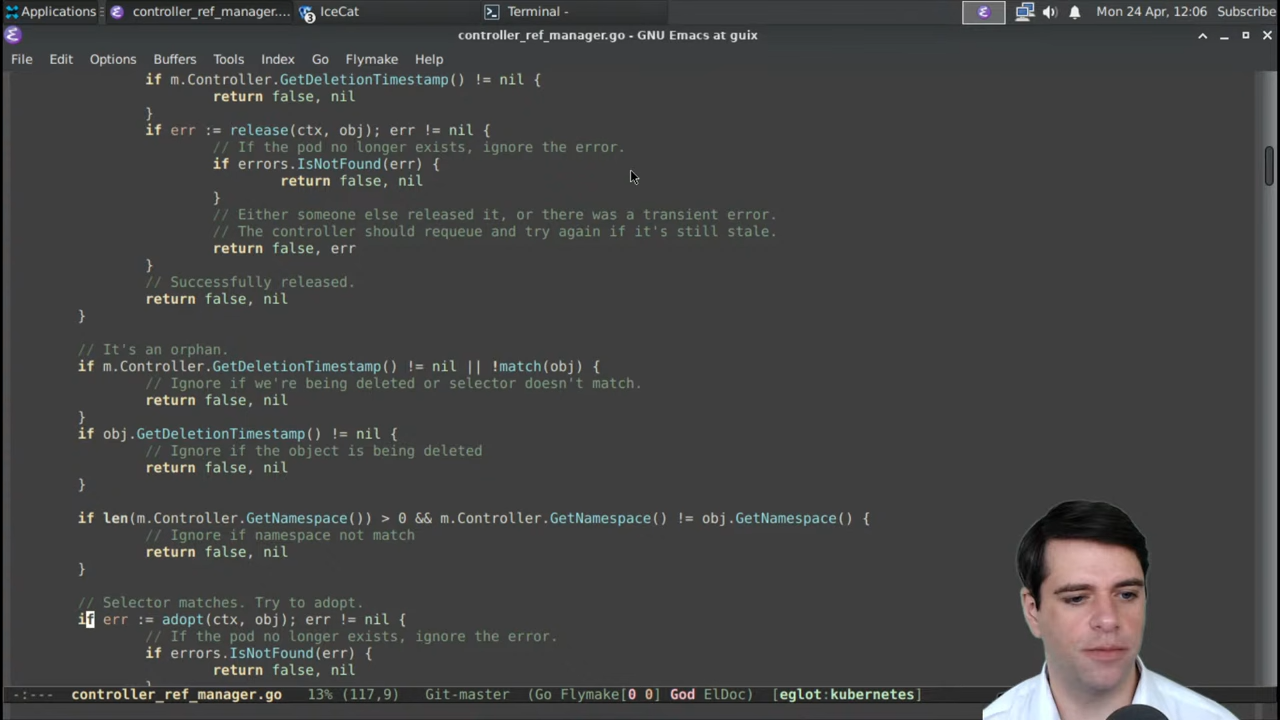 Applications controller_ref_manager.... IceCat 3 Terminal - Mon 24 Apr, 12:06 Subscribe
controller_ref_manager.go - GNU Emacs at guix
File Edit Options Buffers Tools Index Go Flymake Help
if m.Controller.GetDeletionTimestamp() != nil {
return false, nil
}
if err := release(ctx, obj); err != nil {
// If the pod no longer exists, ignore the error.
if errors.IsNotFound(err) {
return false, nil
}
// Either someone else released it, or there was a transient error.
// The controller should requeue and try again if it's still stale.
return false, err
}
// Successfully released.
return false, nil
}
// It's an orphan.
if m.Controller.GetDeletionTimestamp() != nil || !match(obj) {
// Ignore if we're being deleted or selector doesn't match.
return false, nil
}
if obj.GetDeletionTimestamp() != nil {
// Ignore if the object is being deleted
return false, nil
}
if len(m.Controller.GetNamespace()) > 0 && m.Controller.GetNamespace() != obj.GetNamespace() {
// Ignore if namespace not match
return false, nil
}
// Selector matches. Try to adopt.
if err := adopt(ctx, obj); err != nil {
// If the pod no longer exists, ignore the error.
if errors.IsNotFound(err) {
return false, nil
}
-:--- controller_ref_manager.go 13% (117,9) Git-master (Go Flymake[0 0] God ElDoc) [eglot:kubernetes]